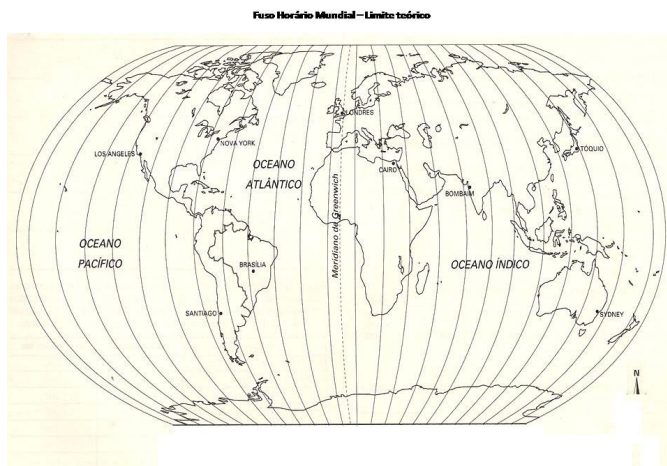 Fuso Horário Mundial – Limite teórico
LONDRES
NOVA YORK
TÓQUIO
LOS ANGELES
OCEANO
ATLÂNTICO
CAIRO
BOMBAIM
Meridiano de Greenwich
OCEANO
PACÍFICO
BRASÍLIA
OCEANO ÍNDICO
SANTIAGO
SYDNEY
N